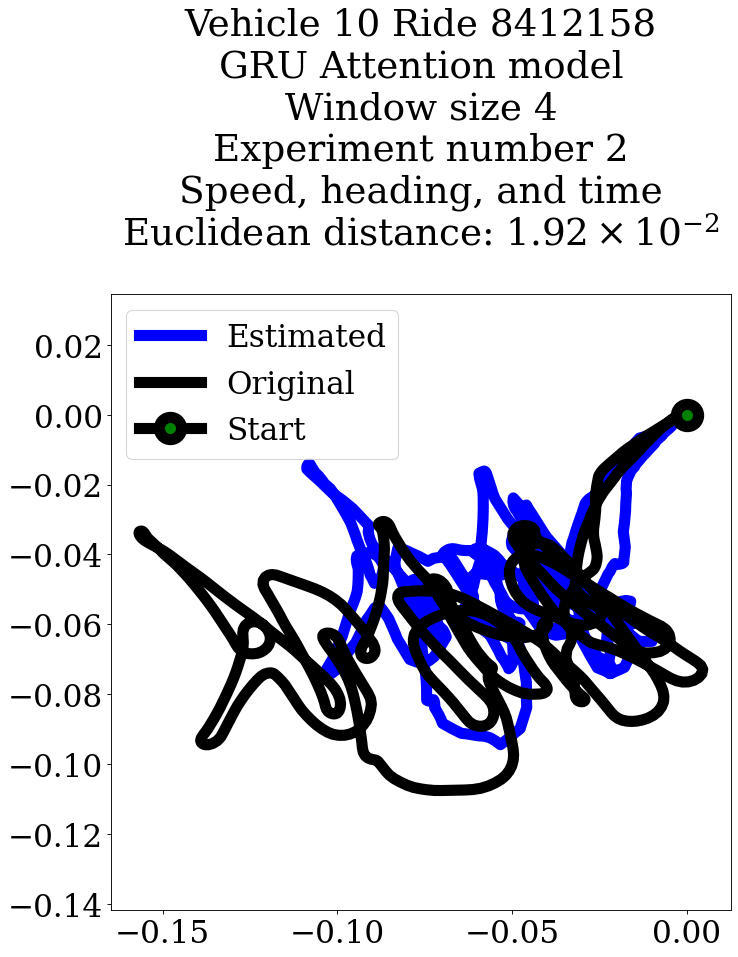 Vehicle 10 Ride 8412158
GRU Attention model
Window size 4
Experiment number 2
Speed, heading, and time
Euclidean distance: 1.92 × 10⁻²
Estimated
Original
Start
0.02
0.00
−0.02
−0.04
−0.06
−0.08
−0.10
−0.12
−0.14
−0.15 −0.10 −0.05 0.00